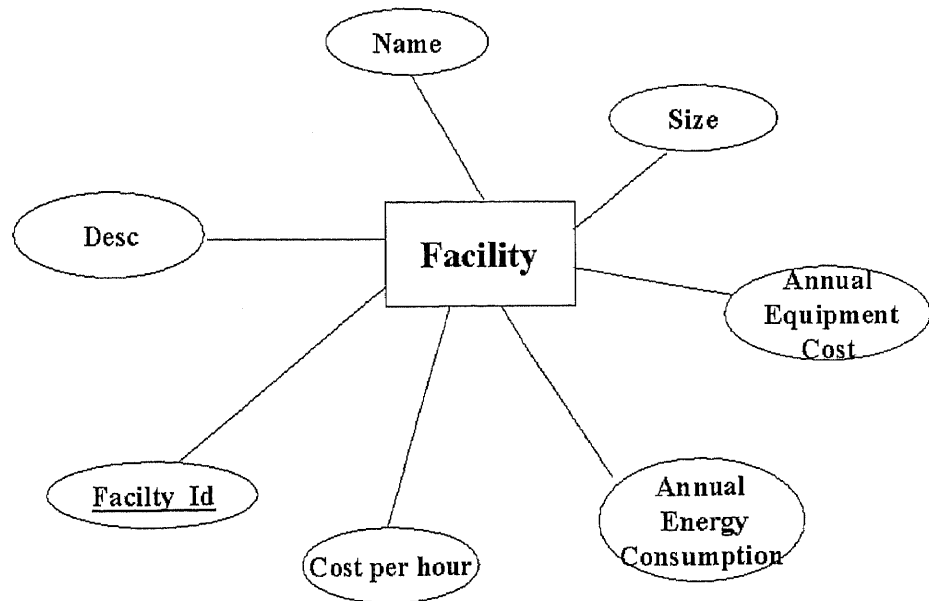 Name
Size
Desc
Facility
Annual
Equipment
Cost
Facilty Id
Annual
Energy
Consumption
Cost per hour